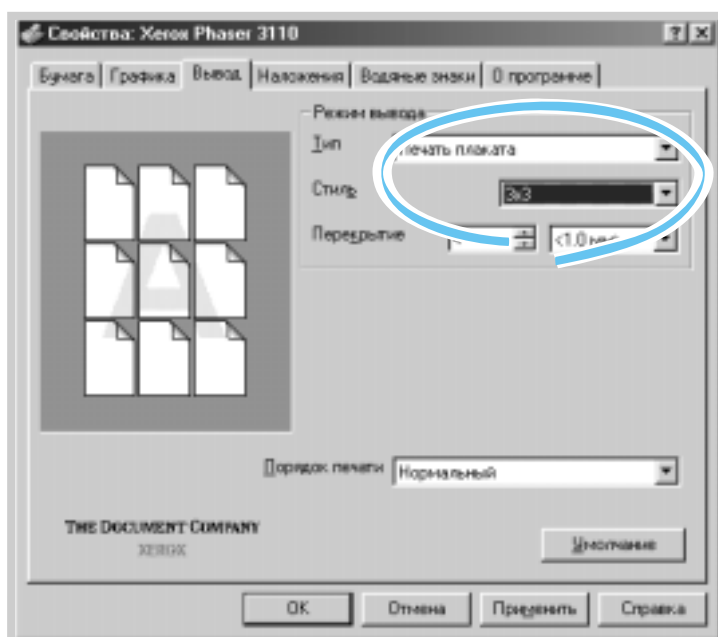 Свойства: Xerox Phaser 3110
Бумага Графика Вывод Наложения Водяные знаки О программе
Режим вывода
Тип Печать плаката
Стиль 3x3
Перекрытие <1.0
Порядок печати Нормальный
THE DOCUMENT COMPANY
XEROX
Умолчание
OK Отмена Применить Справка